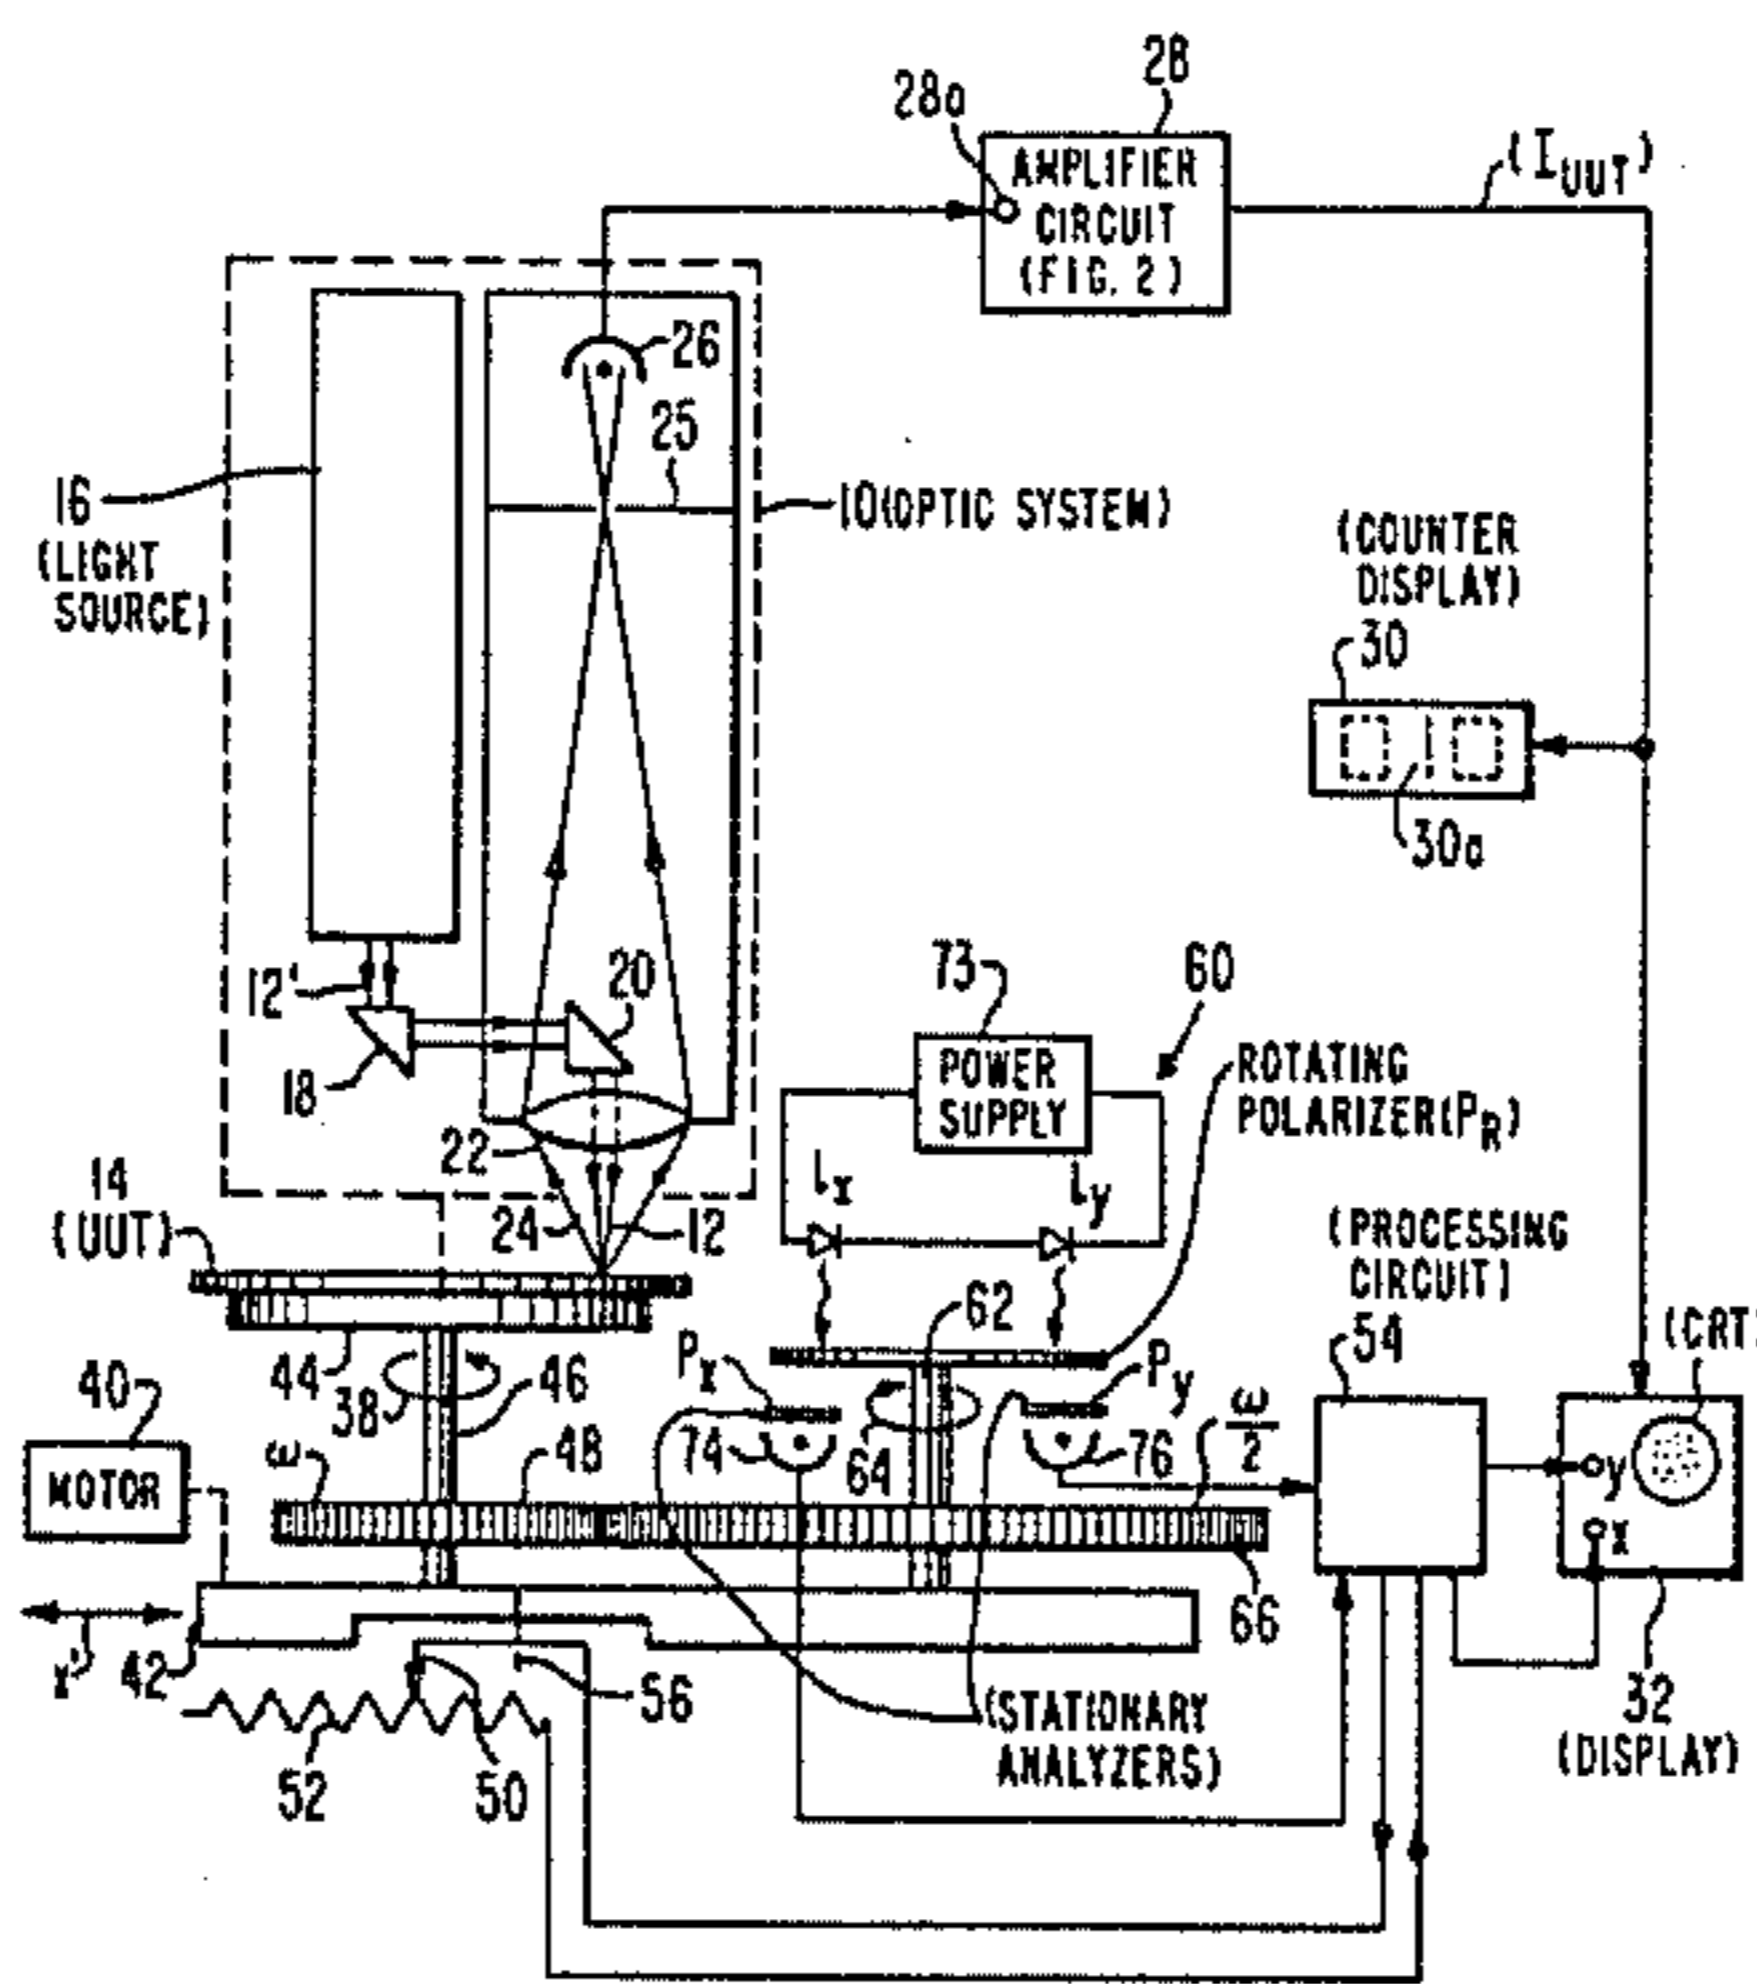 28
28a
AMPLIFIER
CIRCUIT
(FIG. 2)
(I_UUT)
26
25
16
(LIGHT
SOURCE)
10(OPTIC SYSTEM)
(COUNTER
DISPLAY)
30
30a
12'
20
18
22
73
60
POWER
SUPPLY
ROTATING
POLARIZER(P_R)
14
(UUT)
24
12
L_x
L_y
(PROCESSING
CIRCUIT)
54
62
(CRT)
P_x
P_y
44
38
46
40
MOTOR
ω
48
74
64
76
ω/2
y
x
66
x'
42
56
52
50
(STATIONARY
ANALYZERS)
32
(DISPLAY)